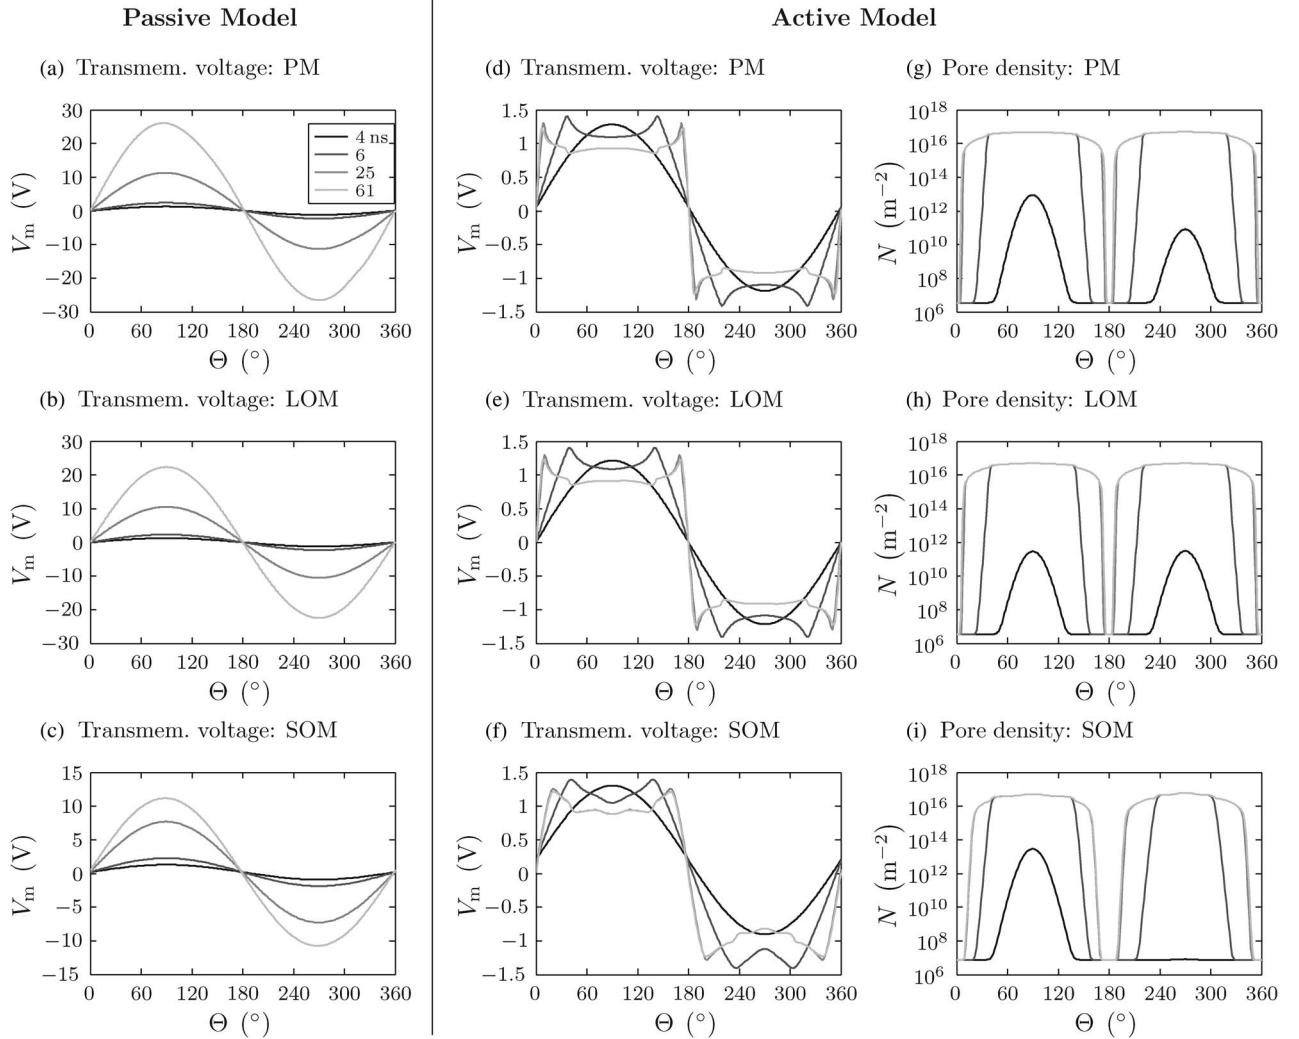 Passive Model
Active Model
(a) Transmem. voltage: PM
30
20
10
0
−10
−20
−30
V_m (V)
0 60 120 180 240 300 360
Θ (°)
4 ns
6
25
61
(d) Transmem. voltage: PM
1.5
1
0.5
0
−0.5
−1
−1.5
V_m (V)
0 60 120 180 240 300 360
Θ (°)
(g) Pore density: PM
10^18
10^16
10^14
10^12
10^10
10^8
10^6
N (m^−2)
0 60 120 180 240 300 360
Θ (°)
(b) Transmem. voltage: LOM
30
20
10
0
−10
−20
−30
V_m (V)
0 60 120 180 240 300 360
Θ (°)
(e) Transmem. voltage: LOM
1.5
1
0.5
0
−0.5
−1
−1.5
V_m (V)
0 60 120 180 240 300 360
Θ (°)
(h) Pore density: LOM
10^18
10^16
10^14
10^12
10^10
10^8
10^6
N (m^−2)
0 60 120 180 240 300 360
Θ (°)
(c) Transmem. voltage: SOM
15
10
5
0
−5
−10
−15
V_m (V)
0 60 120 180 240 300 360
Θ (°)
(f) Transmem. voltage: SOM
1.5
1
0.5
0
−0.5
−1
−1.5
V_m (V)
0 60 120 180 240 300 360
Θ (°)
(i) Pore density: SOM
10^18
10^16
10^14
10^12
10^10
10^8
10^6
N (m^−2)
0 60 120 180 240 300 360
Θ (°)